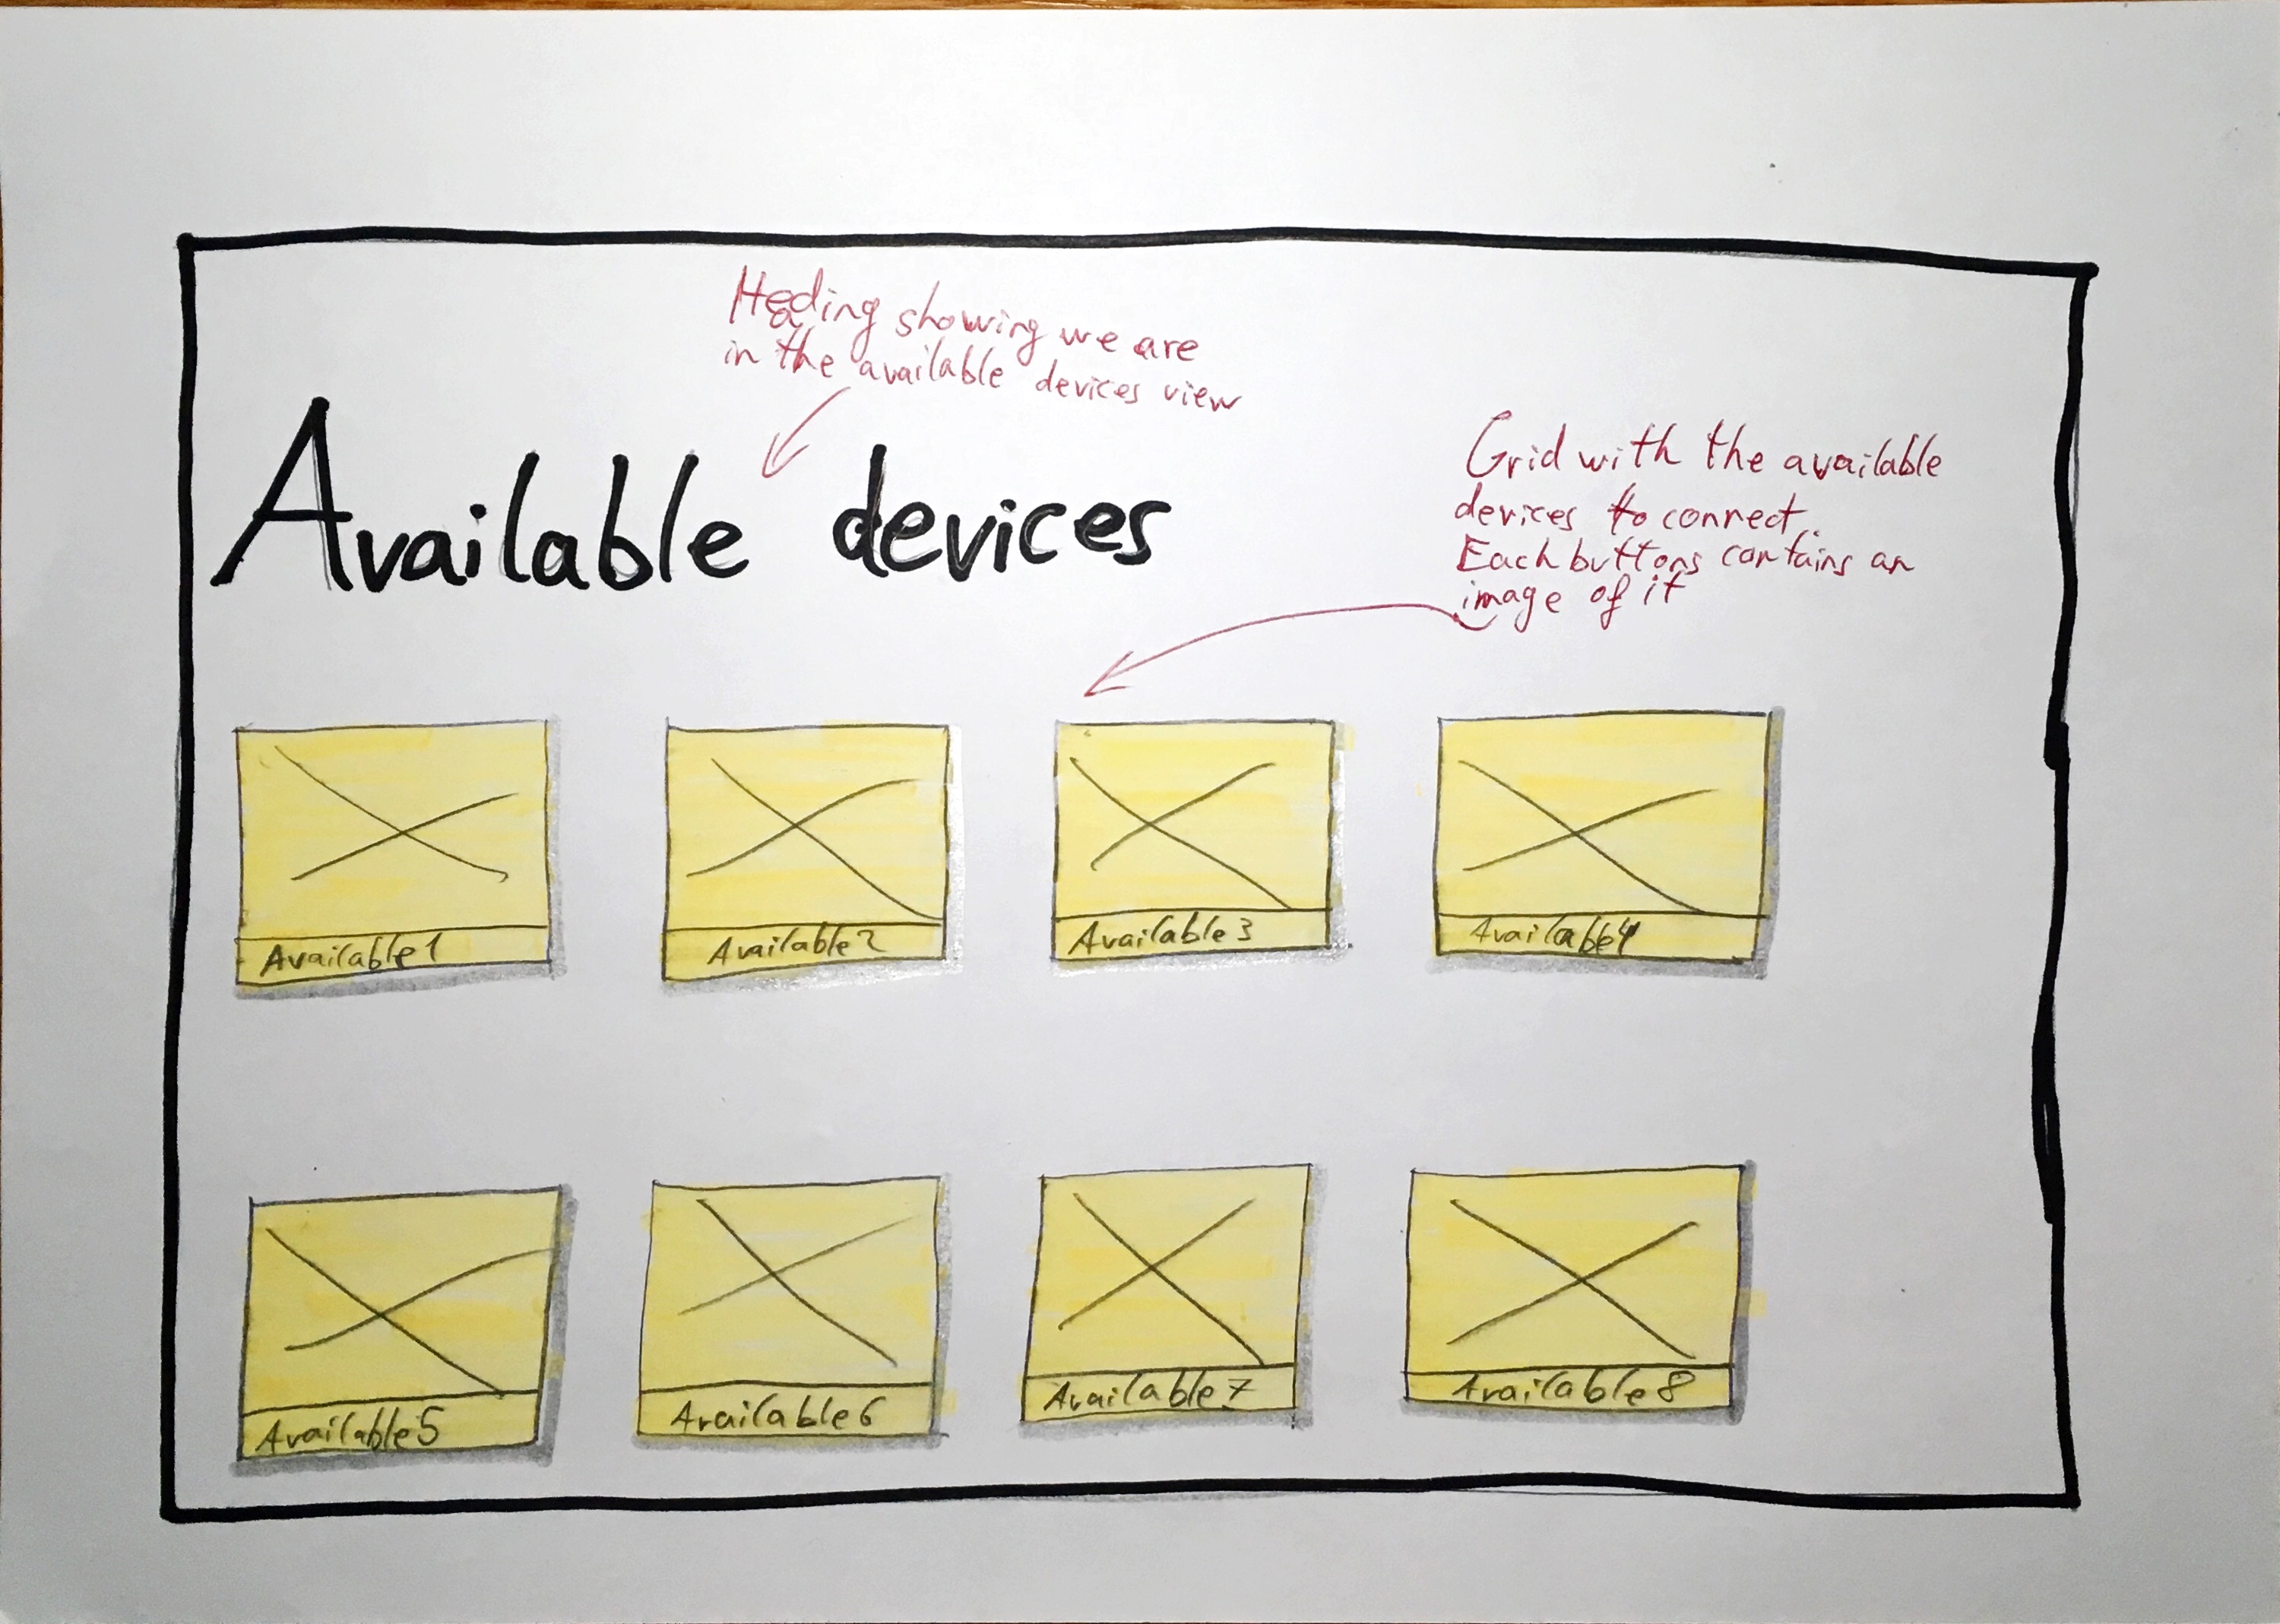 Heading showing we are
in the available devices view
Available devices
Grid with the available
devices to connect.
Each buttons contains an
image of it
Available1
Available2
Available3
Available4
Available5
Available6
Available7
Available8